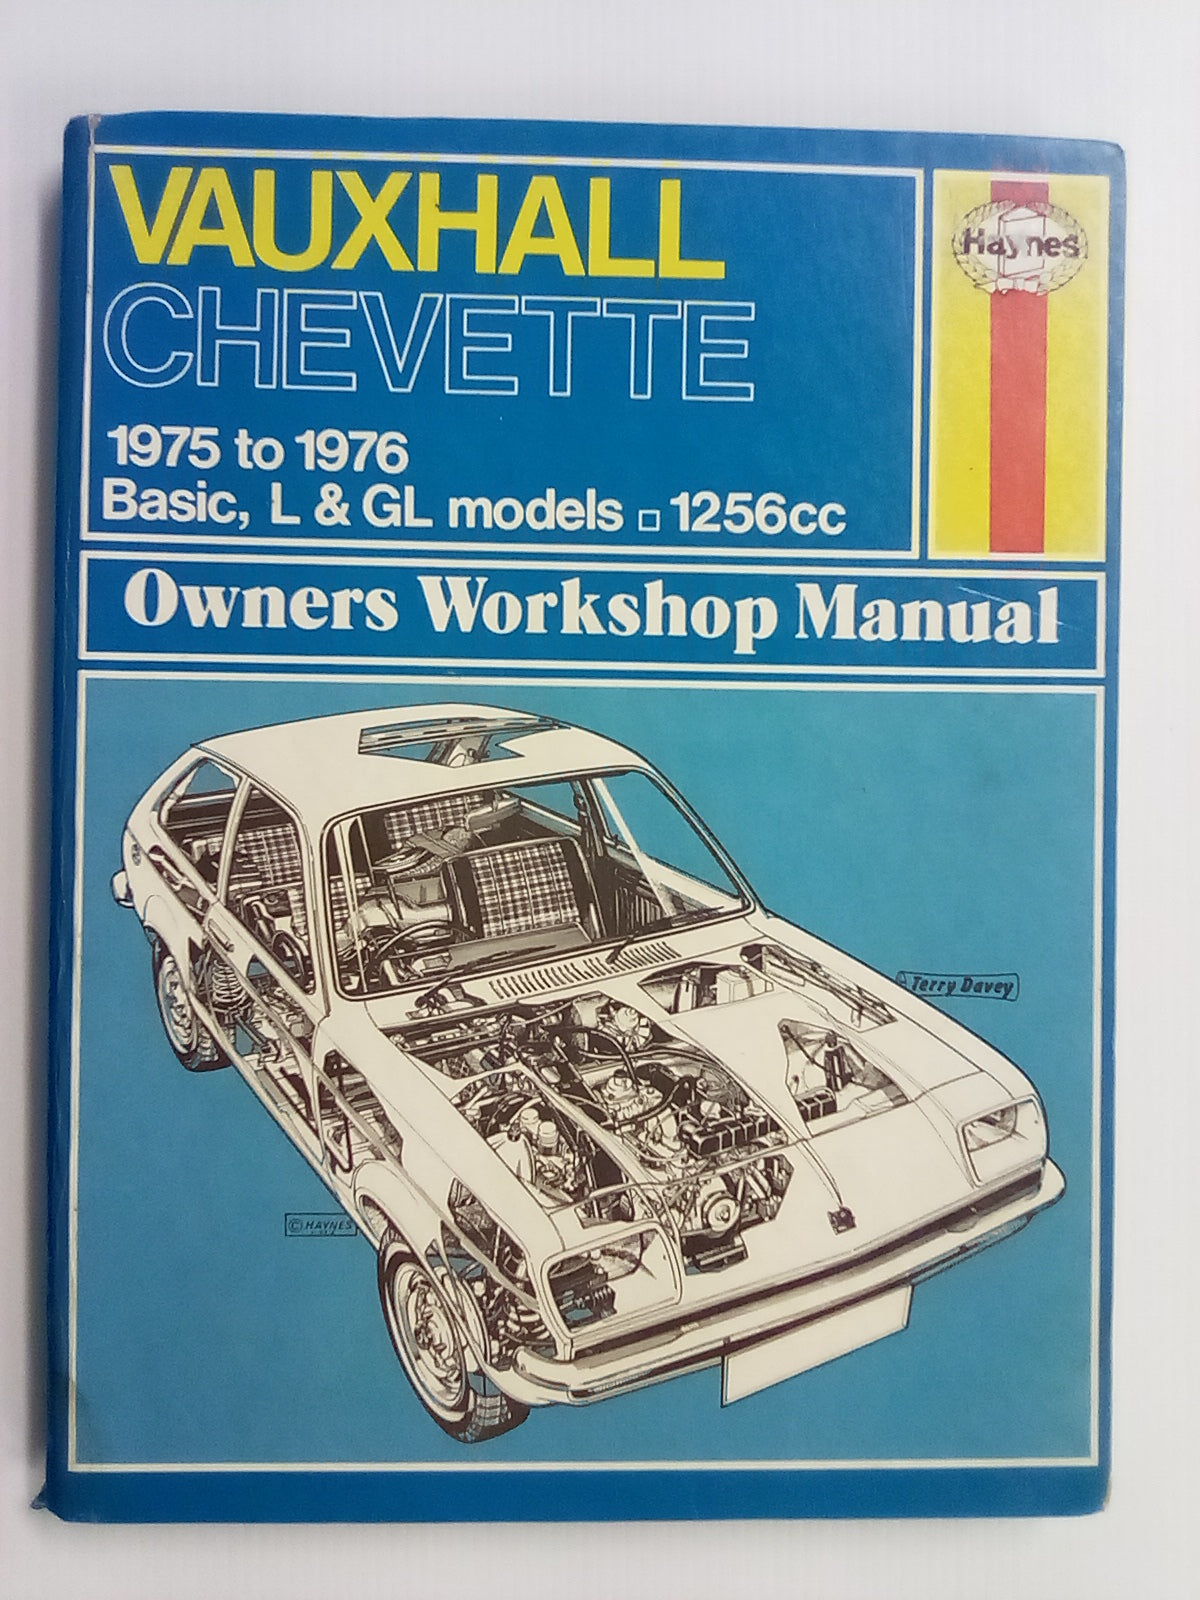 VAUXHALL
CHEVETTE
1975 to 1976
Basic, L & GL models □ 1256cc
Haynes
Owners Workshop Manual
Terry Davey
© HAYNES